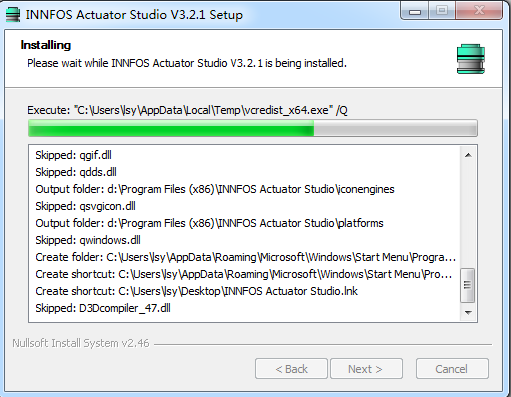 INNFOS Actuator Studio V3.2.1 Setup
Installing
Please wait while INNFOS Actuator Studio V3.2.1 is being installed.
Execute: "C:\Users\lsy\AppData\Local\Temp\vcredist_x64.exe" /Q
Skipped: qgif.dll
Skipped: qdds.dll
Output folder: d:\Program Files (x86)\INNFOS Actuator Studio\iconengines
Skipped: qsvgicon.dll
Output folder: d:\Program Files (x86)\INNFOS Actuator Studio\platforms
Skipped: qwindows.dll
Create folder: C:\Users\lsy\AppData\Roaming\Microsoft\Windows\Start Menu\Progra...
Create shortcut: C:\Users\lsy\AppData\Roaming\Microsoft\Windows\Start Menu\Pro...
Create shortcut: C:\Users\lsy\Desktop\INNFOS Actuator Studio.lnk
Skipped: D3Dcompiler_47.dll
Nullsoft Install System v2.46
< Back
Next >
Cancel